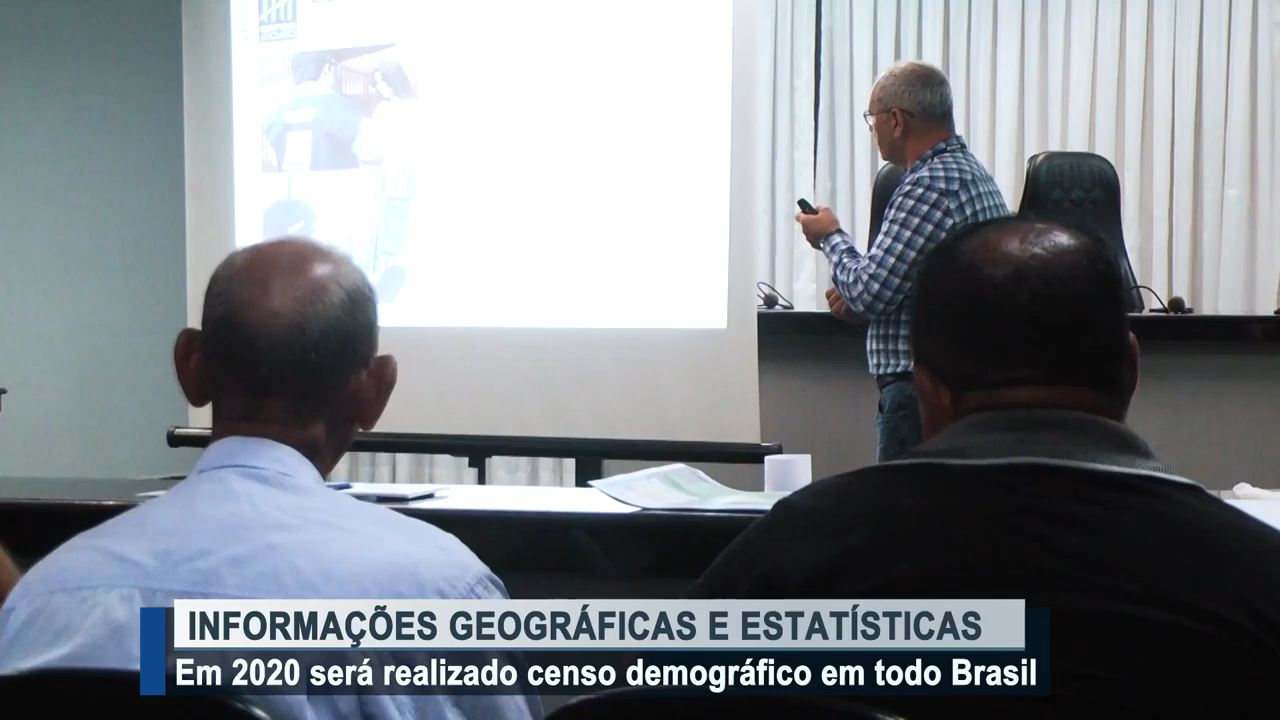 INFORMAÇÕES GEOGRÁFICAS E ESTATÍSTICAS
Em 2020 será realizado censo demográfico em todo Brasil